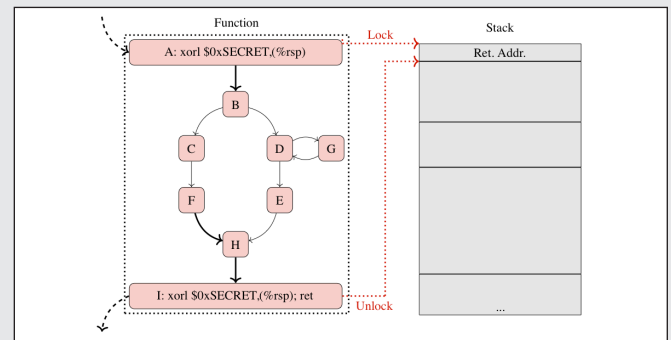 Function
Stack
Lock
A: xorl $0xSECRET,(%rsp)
Ret. Addr.
B
C
D
G
F
E
H
I: xorl $0xSECRET,(%rsp); ret
Unlock
...